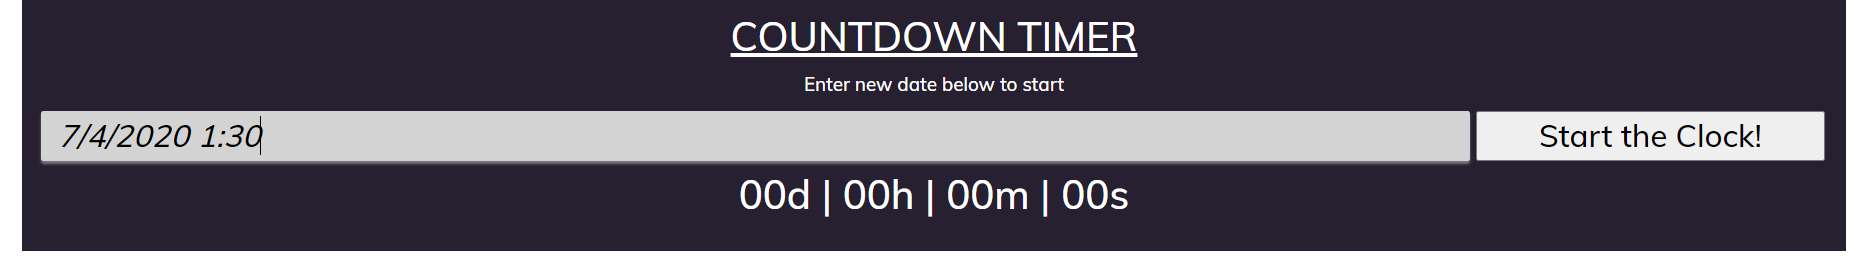 COUNTDOWN TIMER
Enter new date below to start
7/4/2020 1:30
Start the Clock!
00d | 00h | 00m | 00s